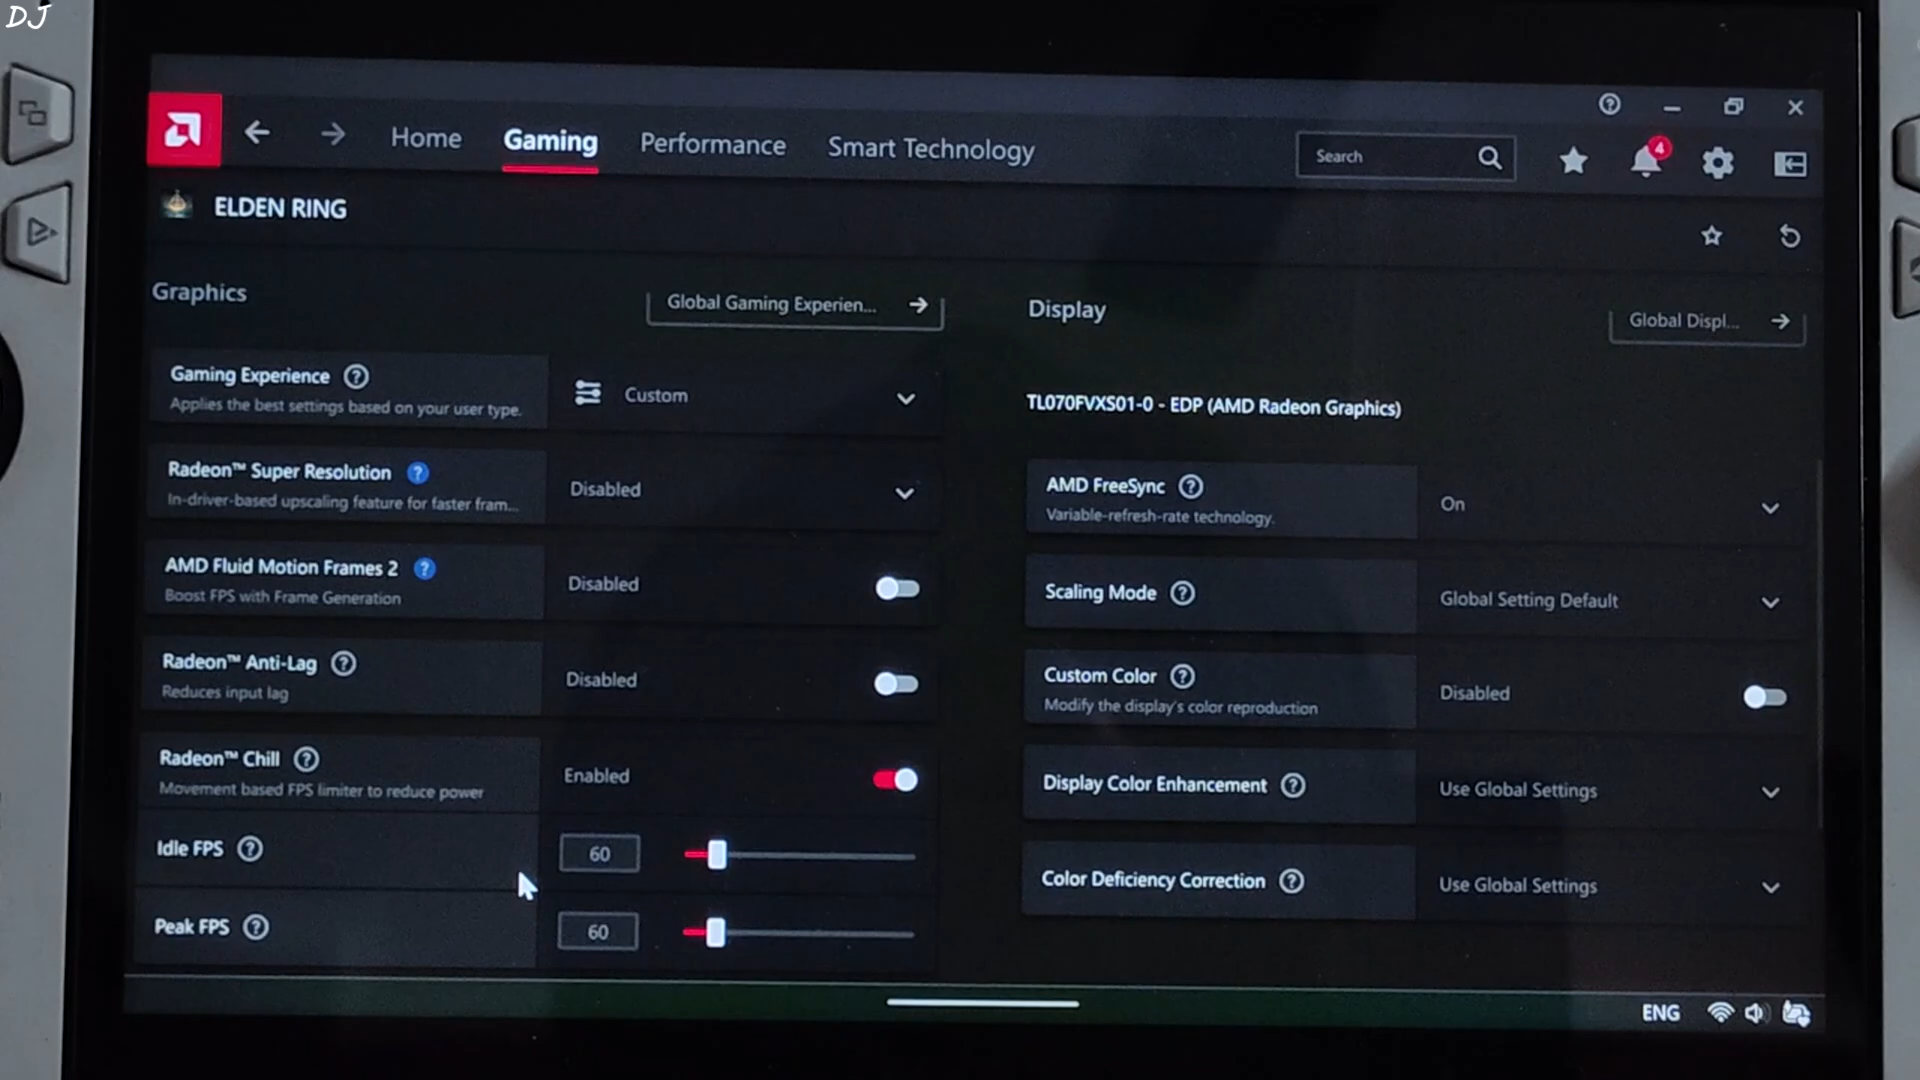 DJ
Home
Gaming
Performance
Smart Technology
Search
4
ELDEN RING
Graphics
Global Gaming Experien...
Gaming Experience
Applies the best settings based on your user type.
Custom
Radeon™ Super Resolution
In-driver-based upscaling feature for faster fram...
Disabled
AMD Fluid Motion Frames 2
Boost FPS with Frame Generation
Disabled
Radeon™ Anti-Lag
Reduces input lag
Disabled
Radeon™ Chill
Movement based FPS limiter to reduce power
Enabled
Idle FPS
60
Peak FPS
60
Display
Global Displ...
TL070FVXS01-0 - EDP (AMD Radeon Graphics)
AMD FreeSync
Variable-refresh-rate technology.
On
Scaling Mode
Global Setting Default
Custom Color
Modify the display's color reproduction
Disabled
Display Color Enhancement
Use Global Settings
Color Deficiency Correction
Use Global Settings
ENG